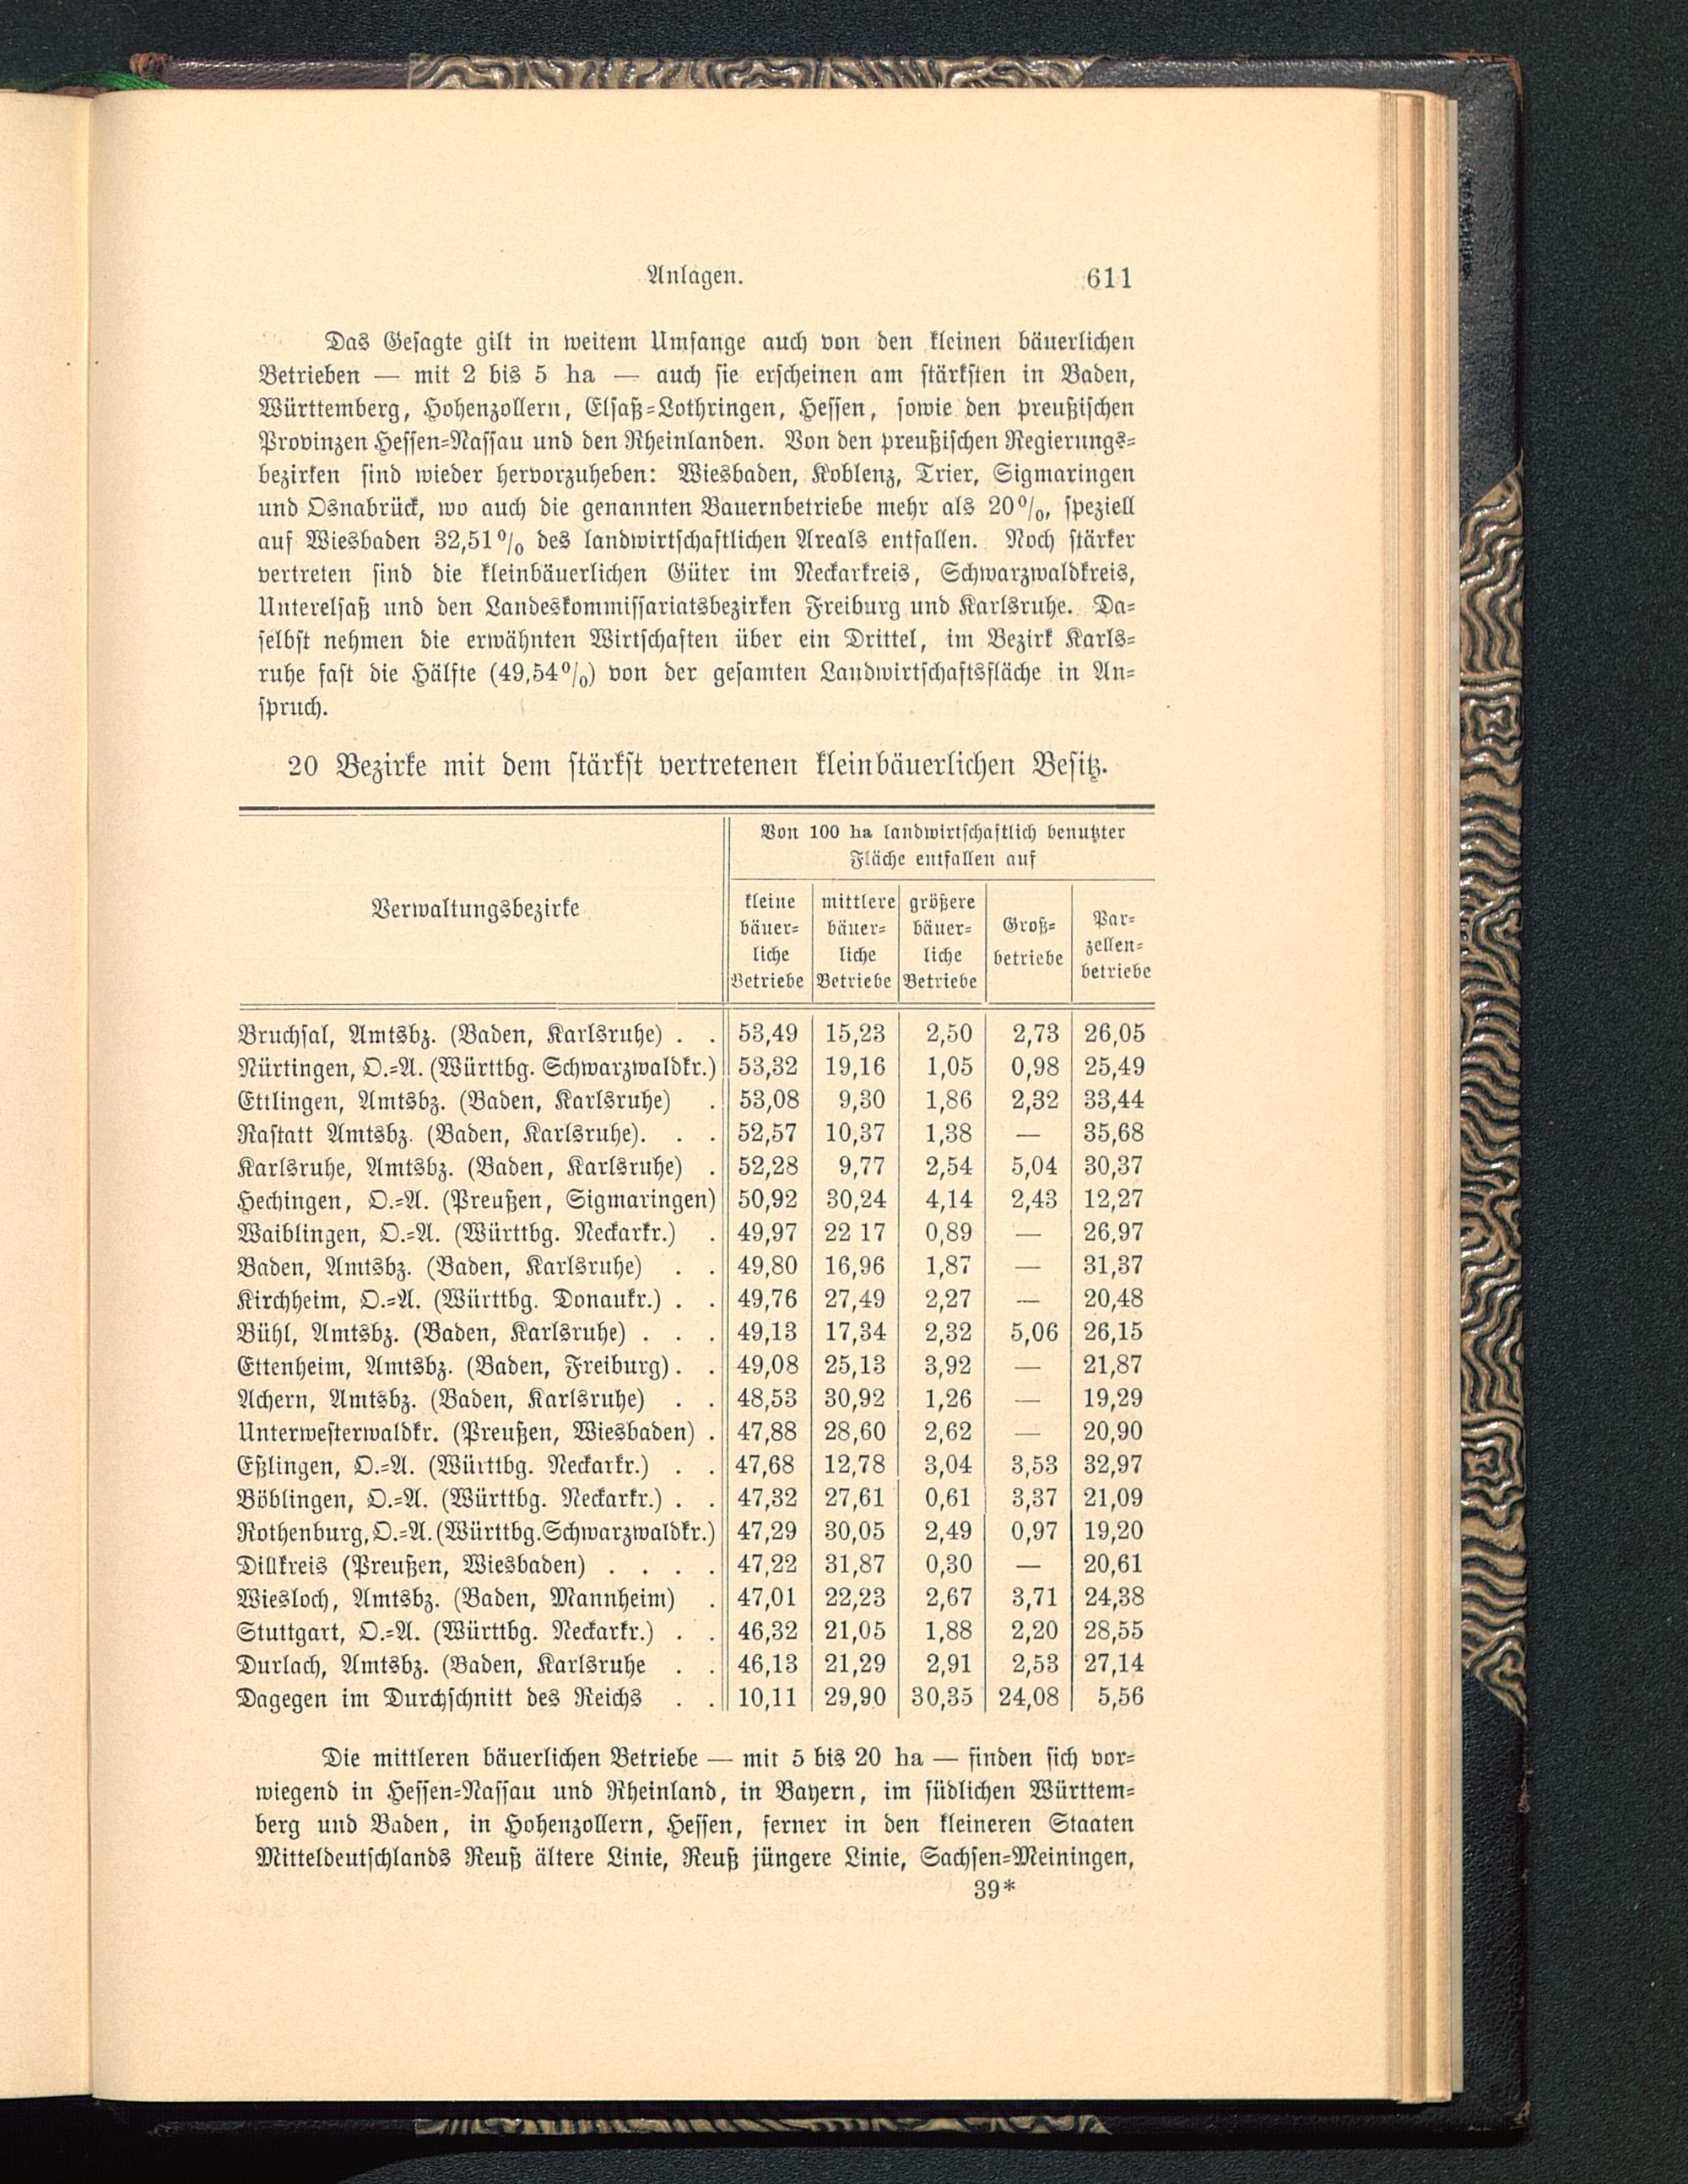 Anlagen. 611
Das Gesagte gilt in weitem Umfange auch von den kleinen bäuerlichen
Betrieben — mit 2 bis 5 ha — auch sie erscheinen am stärksten in Baden,
Württemberg, Hohenzollern, Elsaß-Lothringen, Hessen, sowie den preußischen
Provinzen Hessen-Nassau und den Rheinlanden. Von den preußischen Regierungs-
bezirken sind wieder hervorzuheben: Wiesbaden, Koblenz, Trier, Sigmaringen
und Osnabrück, wo auch die genannten Bauernbetriebe mehr als 20%, speziell
auf Wiesbaden 32,51% des landwirtschaftlichen Areals entfallen. Noch stärker
vertreten sind die kleinbäuerlichen Güter im Neckarkreis, Schwarzwaldkreis,
Unterelsaß und den Landeskommissariatsbezirken Freiburg und Karlsruhe. Da-
selbst nehmen die erwähnten Wirtschaften über ein Drittel, im Bezirk Karls-
ruhe fast die Hälfte (49,54%) von der gesamten Landwirtschaftsfläche in An-
spruch.
20 Bezirke mit dem stärkst vertretenen kleinbäuerlichen Besitz.
Verwaltungsbezirke
Von 100 ha landwirtschaftlich benutzter
Fläche entfallen auf
kleine bäuer- liche Betriebe
mittlere bäuer- liche Betriebe
größere bäuer- liche Betriebe
Groß- betriebe
Par- zellen- betriebe
Bruchsal, Amtsbz. (Baden, Karlsruhe) . . 53,49 15,23 2,50 2,73 26,05
Nürtingen, O.-A. (Württbg. Schwarzwaldkr.) 53,32 19,16 1,05 0,98 25,49
Ettlingen, Amtsbz. (Baden, Karlsruhe) . 53,08 9,30 1,86 2,32 33,44
Rastatt Amtsbz. (Baden, Karlsruhe). . . 52,57 10,37 1,38 — 35,68
Karlsruhe, Amtsbz. (Baden, Karlsruhe) . 52,28 9,77 2,54 5,04 30,37
Hechingen, O.-A. (Preußen, Sigmaringen) 50,92 30,24 4,14 2,43 12,27
Waiblingen, O.-A. (Württbg. Neckarkr.) . 49,97 22 17 0,89 — 26,97
Baden, Amtsbz. (Baden, Karlsruhe) . . 49,80 16,96 1,87 — 31,37
Kirchheim, O.-A. (Württbg. Donaukr.) . . 49,76 27,49 2,27 — 20,48
Bühl, Amtsbz. (Baden, Karlsruhe) . . . 49,13 17,34 2,32 5,06 26,15
Ettenheim, Amtsbz. (Baden, Freiburg). . 49,08 25,13 3,92 — 21,87
Achern, Amtsbz. (Baden, Karlsruhe) . . 48,53 30,92 1,26 — 19,29
Unterwesterwaldkr. (Preußen, Wiesbaden) . 47,88 28,60 2,62 — 20,90
Eßlingen, O.-A. (Württbg. Neckarkr.) . . 47,68 12,78 3,04 3,53 32,97
Böblingen, O.-A. (Württbg. Neckarkr.) . . 47,32 27,61 0,61 3,37 21,09
Rothenburg, O.-A. (Württbg. Schwarzwaldkr.) 47,29 30,05 2,49 0,97 19,20
Dillkreis (Preußen, Wiesbaden) . . . . 47,22 31,87 0,30 — 20,61
Wiesloch, Amtsbz. (Baden, Mannheim) . 47,01 22,23 2,67 3,71 24,38
Stuttgart, O.-A. (Württbg. Neckarkr.) . . 46,32 21,05 1,88 2,20 28,55
Durlach, Amtsbz. (Baden, Karlsruhe . . 46,13 21,29 2,91 2,53 27,14
Dagegen im Durchschnitt des Reichs . . 10,11 29,90 30,35 24,08 5,56
Die mittleren bäuerlichen Betriebe — mit 5 bis 20 ha — finden sich vor-
wiegend in Hessen-Nassau und Rheinland, in Bayern, im südlichen Württem-
berg und Baden, in Hohenzollern, Hessen, ferner in den kleineren Staaten
Mitteldeutschlands Reuß ältere Linie, Reuß jüngere Linie, Sachsen-Meiningen,
39*